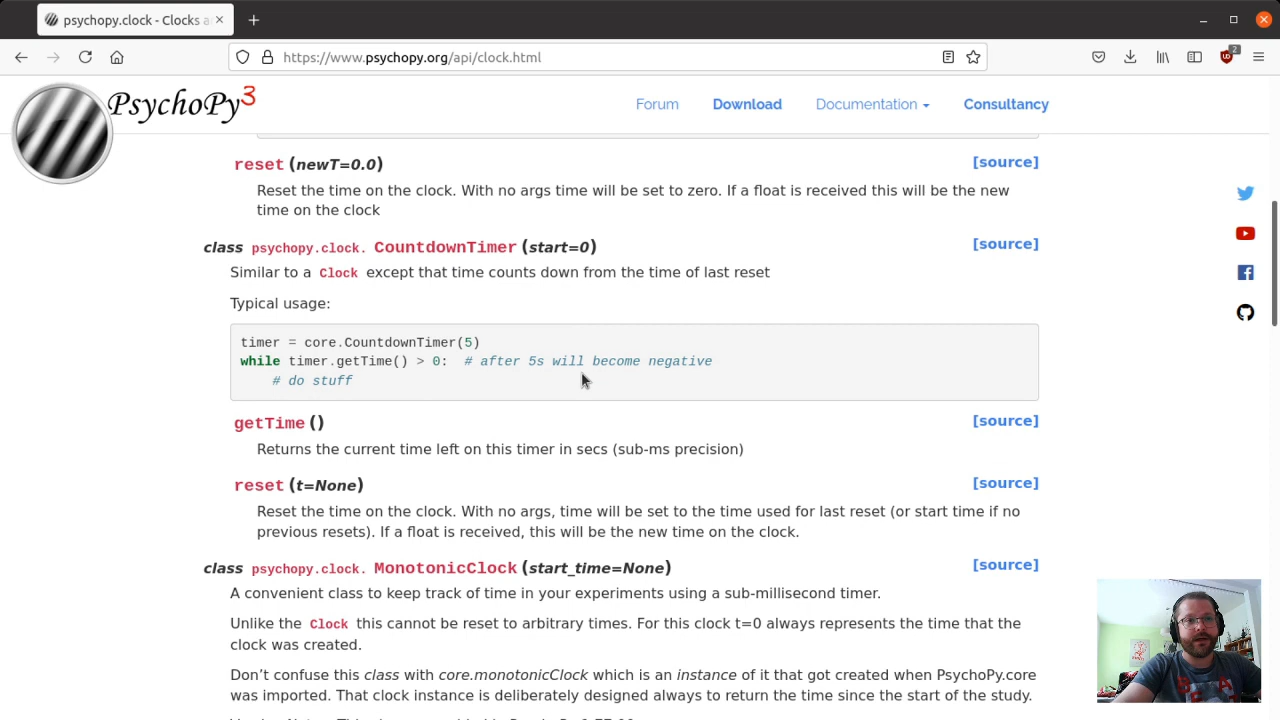 psychopy.clock - Clocks a
https://www.psychopy.org/api/clock.html
2
PsychoPy3
Forum
Download
Documentation
Consultancy
reset (newT=0.0)
[source]
Reset the time on the clock. With no args time will be set to zero. If a float is received this will be the new
time on the clock
class psychopy.clock. CountdownTimer (start=0)
[source]
Similar to a Clock except that time counts down from the time of last reset
Typical usage:
timer = core.CountdownTimer(5)
while timer.getTime() > 0:  # after 5s will become negative
# do stuff
getTime ()
[source]
Returns the current time left on this timer in secs (sub-ms precision)
reset (t=None)
[source]
Reset the time on the clock. With no args, time will be set to the time used for last reset (or start time if no
previous resets). If a float is received, this will be the new time on the clock.
class psychopy.clock. MonotonicClock (start_time=None)
[source]
A convenient class to keep track of time in your experiments using a sub-millisecond timer.
Unlike the Clock this cannot be reset to arbitrary times. For this clock t=0 always represents the time that the
clock was created.
Don’t confuse this class with core.monotonicClock which is an instance of it that got created when PsychoPy.core
was imported. That clock instance is deliberately designed always to return the time since the start of the study.